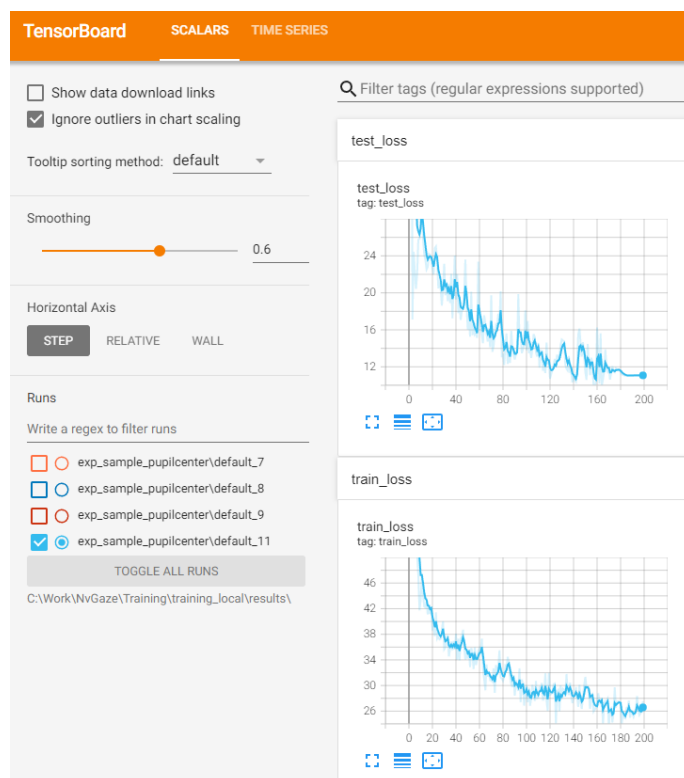 TensorBoard SCALARS TIME SERIES
Show data download links
Ignore outliers in chart scaling
Tooltip sorting method: default
Smoothing
0.6
Horizontal Axis
STEP RELATIVE WALL
Runs
Write a regex to filter runs
exp_sample_pupilcenter\default_7
exp_sample_pupilcenter\default_8
exp_sample_pupilcenter\default_9
exp_sample_pupilcenter\default_11
TOGGLE ALL RUNS
C:\Work\NvGaze\Training\training_local\results\
Filter tags (regular expressions supported)
test_loss
test_loss
tag: test_loss
24
20
16
12
0 40 80 120 160 200
train_loss
train_loss
tag: train_loss
46
42
38
34
30
26
0 20 40 60 80 100 120 140 160 180 200